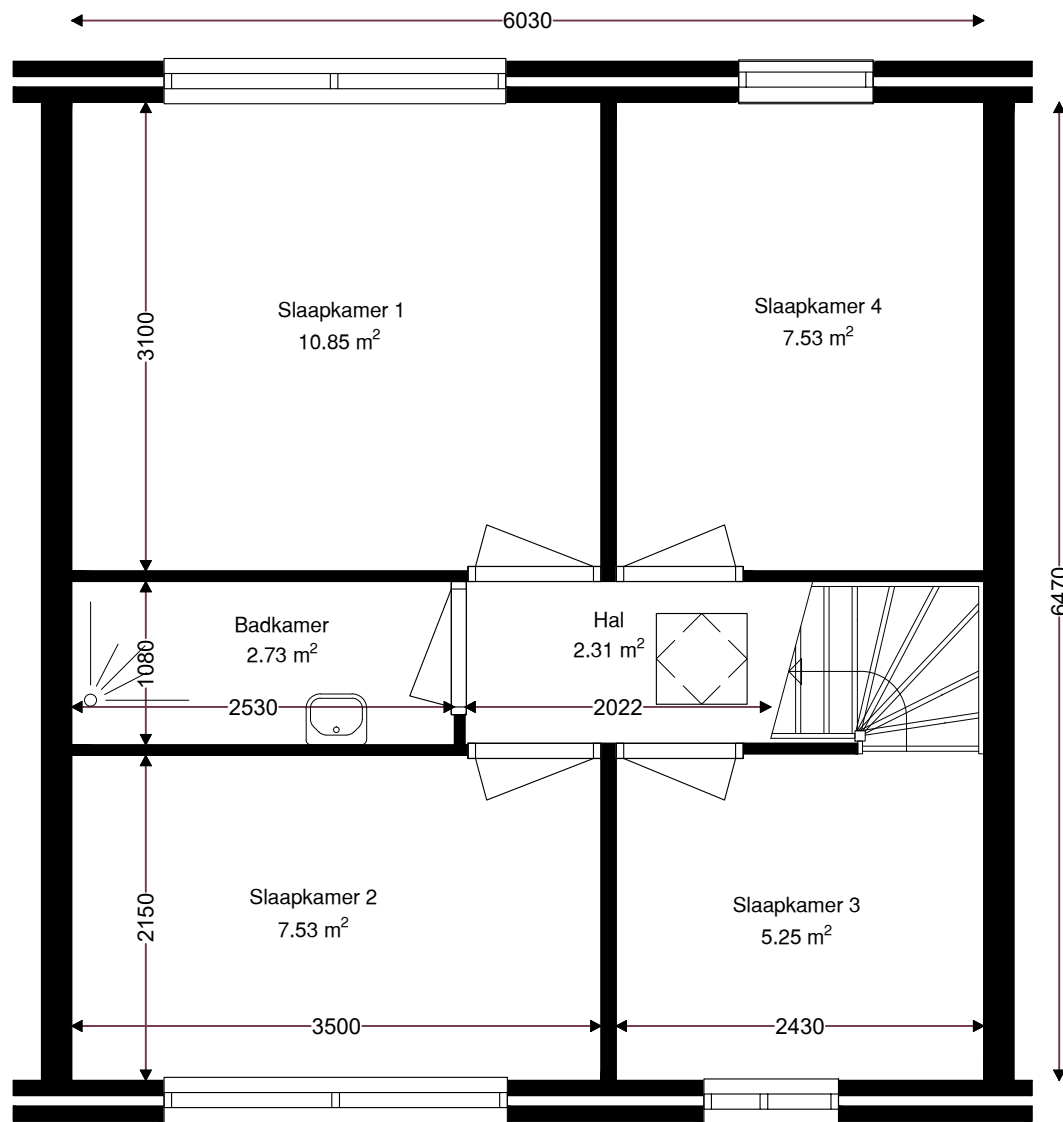 6030
Slaapkamer 1
10.85 m²
Slaapkamer 4
7.53 m²
3100
6470
Badkamer
2.73 m²
Hal
2.31 m²
1080
2530
2022
Slaapkamer 2
7.53 m²
Slaapkamer 3
5.25 m²
2150
3500
2430